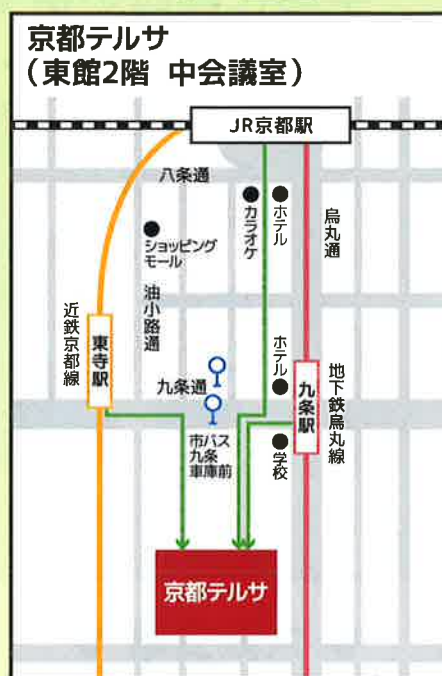 京都テルサ
（東館2階 中会議室）
JR京都駅
八条通
カラオケ
ホテル
烏丸通
ショッピング
モール
油小路通
近鉄京都線
東寺駅
九条通
ホテル
九条駅
地下鉄烏丸線
市バス
九条
車庫前
学校
京都テルサ